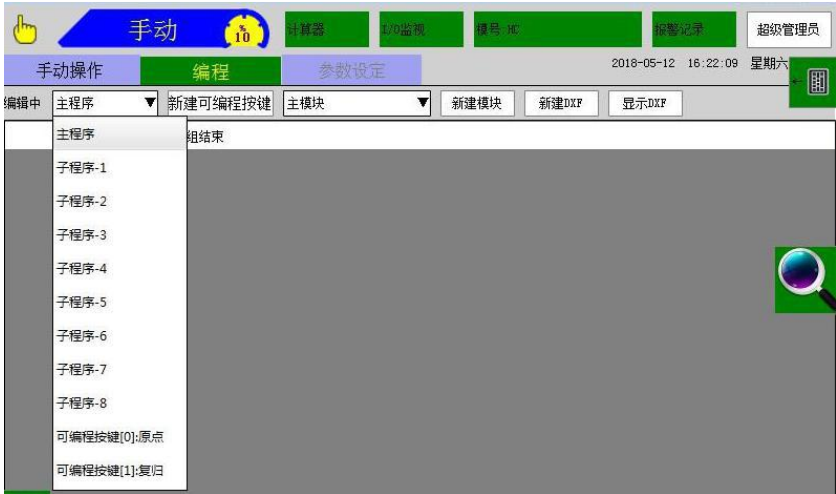 手动
%
10
计算器
I/O监视
模号:HC
报警记录
超级管理员
手动操作
编程
参数设定
2018-05-12 16:22:09 星期六
编辑中
主程序
新建可编程按键
主模块
新建模块
新建DXF
显示DXF
主程序
组结束
子程序-1
子程序-2
子程序-3
子程序-4
子程序-5
子程序-6
子程序-7
子程序-8
可编程按键[0]:原点
可编程按键[1]:复归